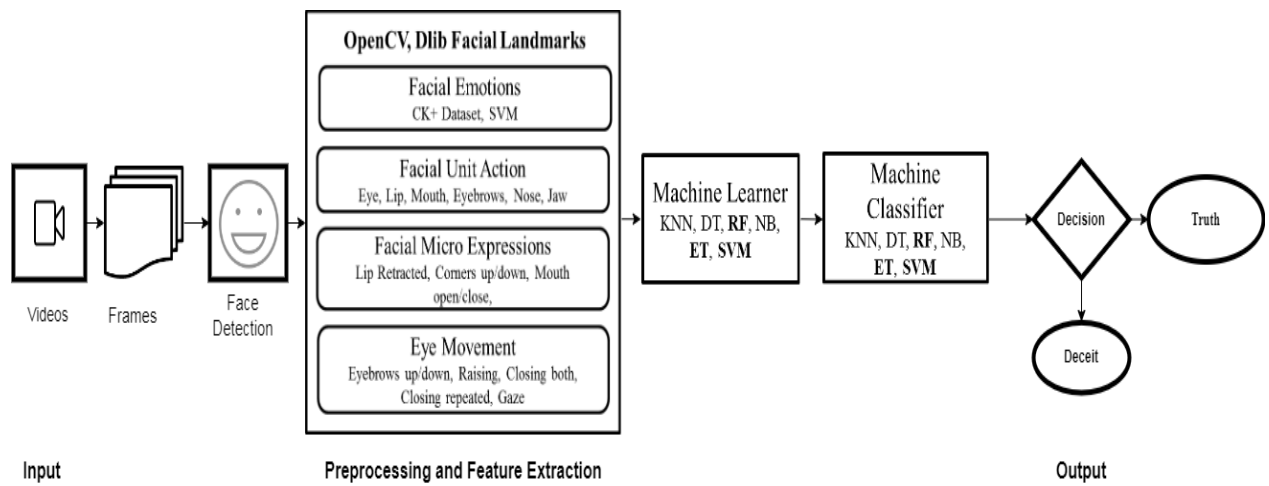 OpenCV, Dlib Facial Landmarks
Facial Emotions
CK+ Dataset, SVM
Facial Unit Action
Eye, Lip, Mouth, Eyebrows, Nose, Jaw
Facial Micro Expressions
Lip Retracted, Corners up/down, Mouth
open/close,
Eye Movement
Eyebrows up/down, Raising, Closing both,
Closing repeated, Gaze
Videos
Frames
Face
Detection
Machine Learner
KNN, DT, RF, NB,
ET, SVM
Machine
Classifier
KNN, DT, RF, NB,
ET, SVM
Decision
Truth
Deceit
Input
Preprocessing and Feature Extraction
Output